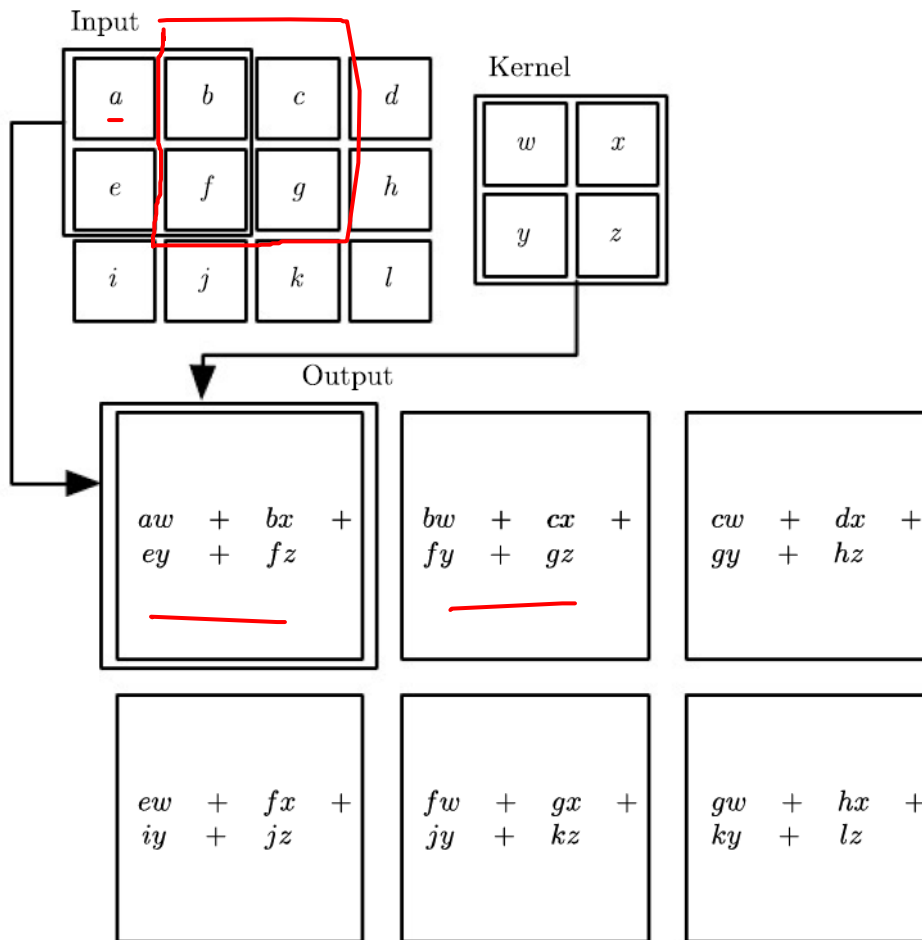 Input
Kernel
a b c d
w x
e f g h
y z
i j k l
Output
aw + bx + bw + cx + cw + dx +
ey + fz fy + gz gy + hz
ew + fx + fw + gx + gw + hx +
iy + jz jy + kz ky + lz